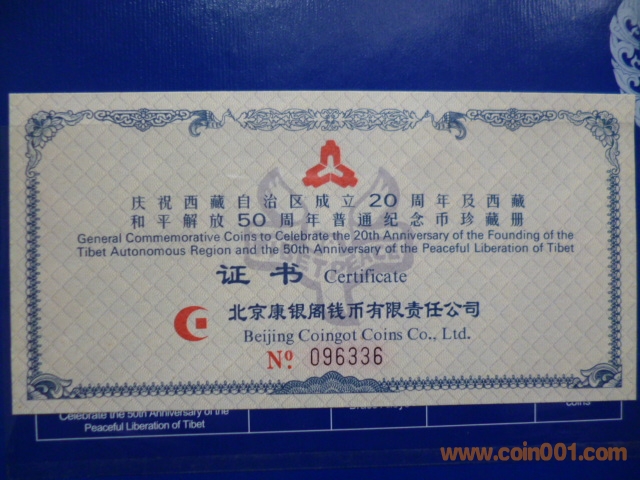 庆祝西藏自治区成立20周年及西藏
和平解放50周年普通纪念币珍藏册
General Commemorative Coins to Celebrate the 20th Anniversary of the Founding of the
Tibet Autonomous Region and the 50th Anniversary of the Peaceful Liberation of Tibet
证书 Certificate
北京康银阁钱币有限责任公司
Beijing Coingot Coins Co., Ltd.
Nº 096336
Celebrate the 50th Anniversary of the
Peaceful Liberation of Tibet
coins
www.coin001.com